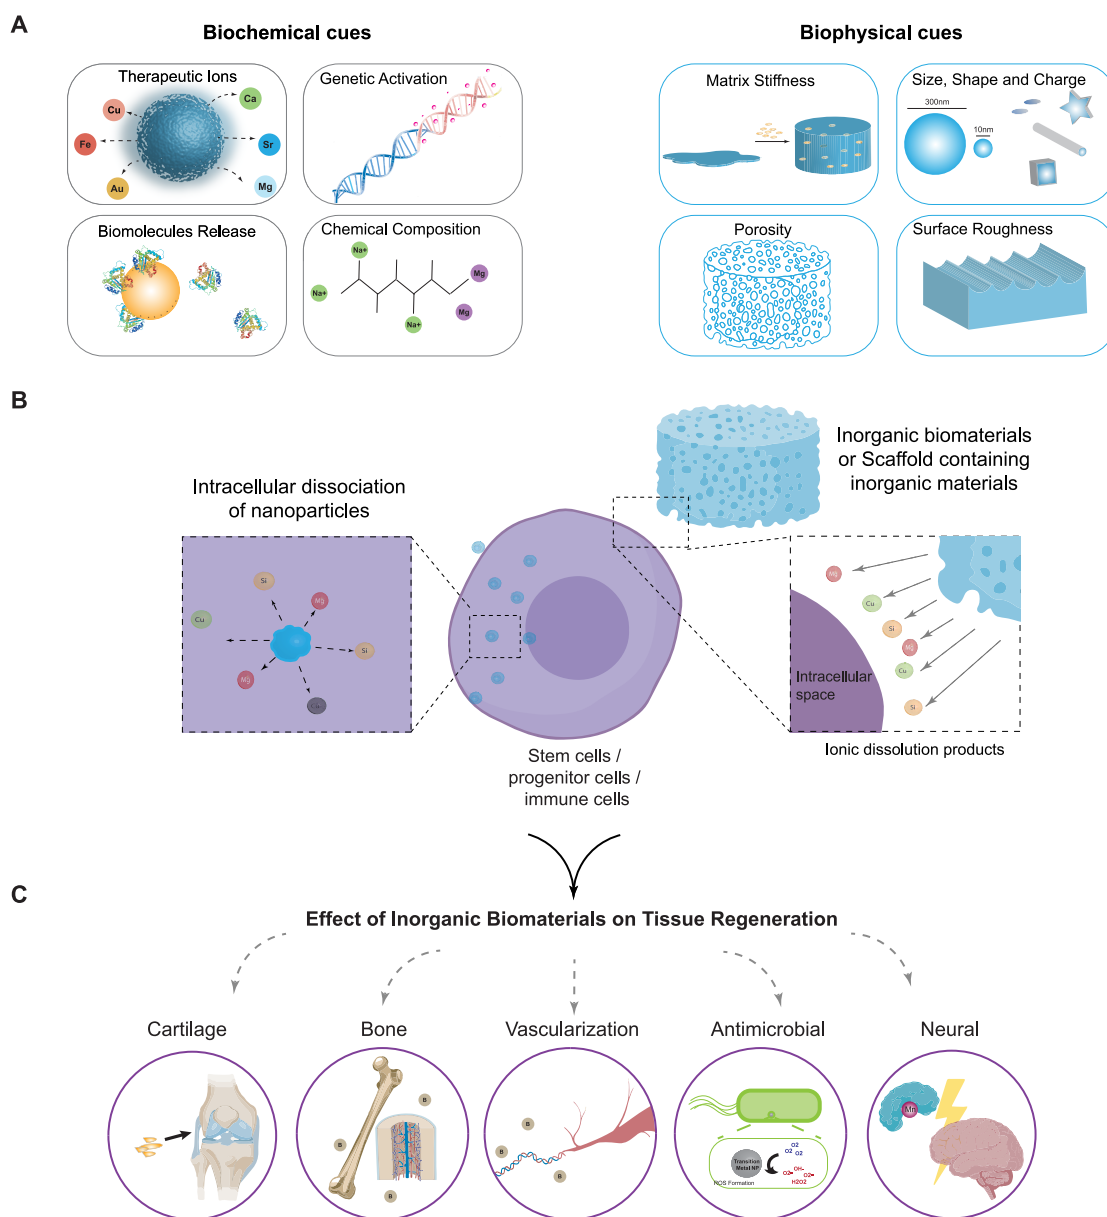 A
Biochemical cues
Biophysical cues
Therapeutic Ions
Cu
Ca
Fe
Sr
Au
Mg
Genetic Activation
Matrix Stiffness
Size, Shape and Charge
300nm
10nm
Biomolecules Release
Chemical Composition
Na+
Mg
Na+
Mg
Na+
Porosity
Surface Roughness
B
Inorganic biomaterials
or Scaffold containing
inorganic materials
Intracellular dissociation
of nanoparticles
Si
Mg
Cu
Si
Mg
Mg
Cu
Si
Mg
Cu
Si
Intracellular
space
Ionic dissolution products
Stem cells /
progenitor cells /
immune cells
C
Effect of Inorganic Biomaterials on Tissue Regeneration
Cartilage
Bone
Vascularization
Antimicrobial
Neural
B
B
B
B
B
B
Transition
Metal NP
O2
O2
O2
OH-
O2•
O2•
H2O2
ROS Formation
Mn